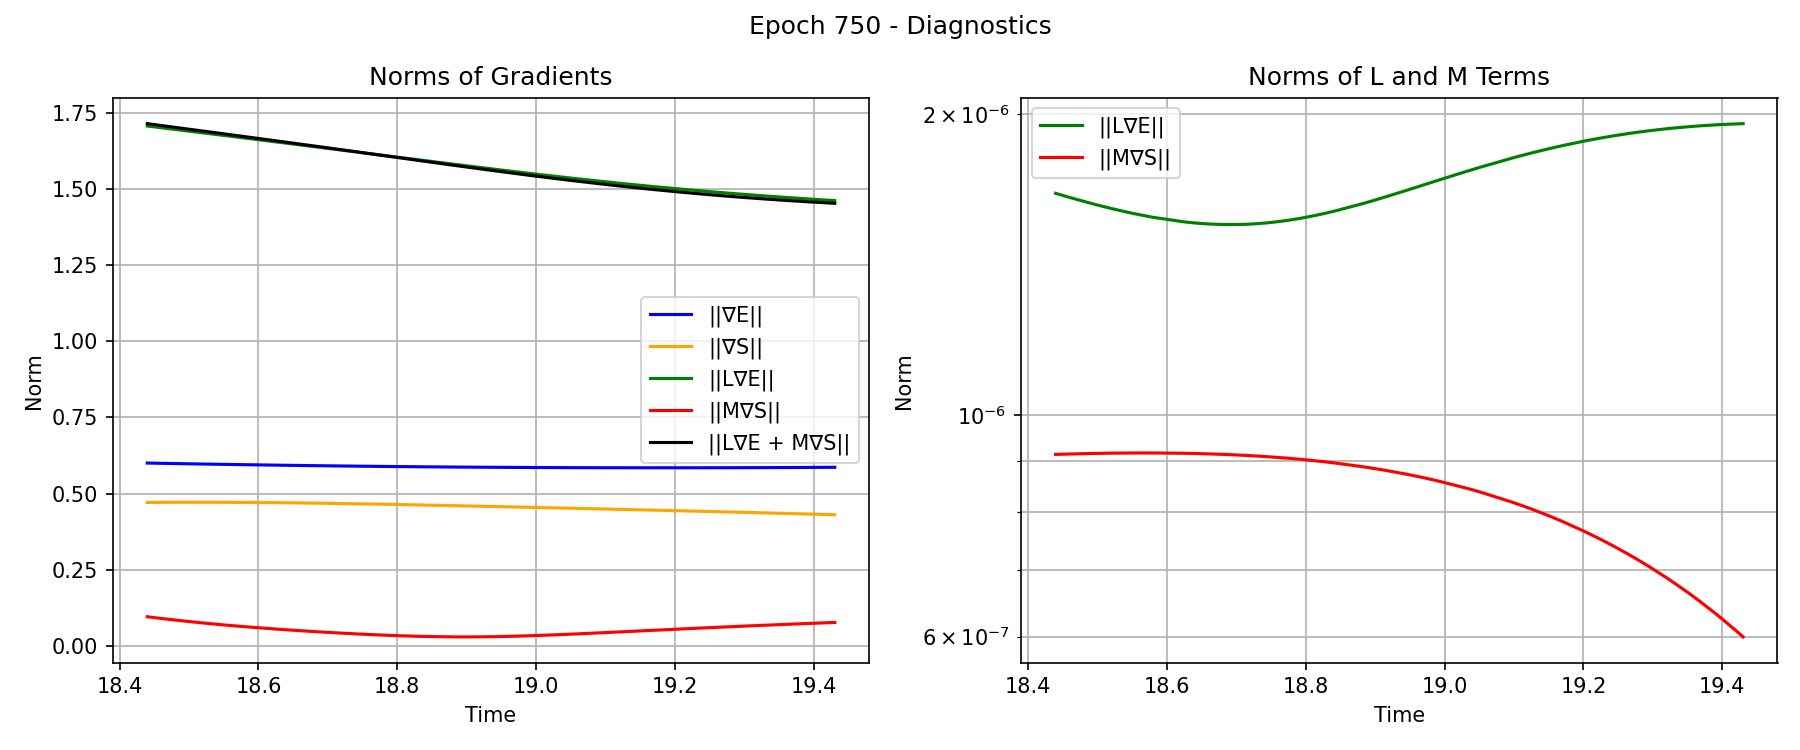 Epoch 750 - Diagnostics
Norms of Gradients
Norm
1.75
1.50
1.25
1.00
0.75
0.50
0.25
0.00
||∇E||
||∇S||
||L∇E||
||M∇S||
||L∇E + M∇S||
18.4 18.6 18.8 19.0 19.2 19.4
Time
Norms of L and M Terms
Norm
2 × 10⁻⁶
10⁻⁶
6 × 10⁻⁷
||L∇E||
||M∇S||
18.4 18.6 18.8 19.0 19.2 19.4
Time